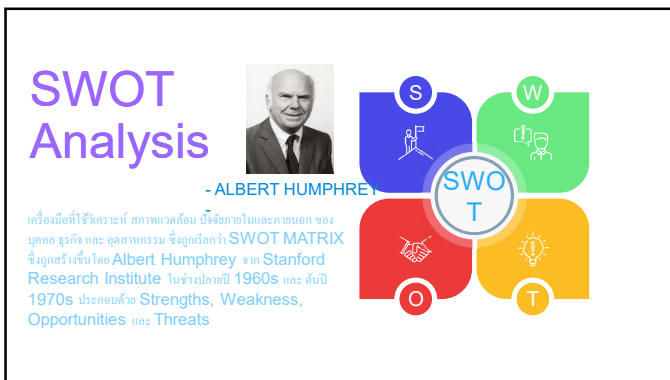 SWOT
Analysis
- ALBERT HUMPHREY
-
เครื่องมือที่ใช้วิเคราะห์ สภาพแวดล้อม ปัจจัยภายในและภายนอก ของ
บุคคล ธุรกิจ และ อุตสาหกรรม ซึ่งถูกเรียกว่า SWOT MATRIX
ซึ่งถูกสร้างขึ้นโดย Albert Humphrey จาก Stanford
Research Institute ในช่วงปลายปี 1960s และ ต้นปี
1970s ประกอบด้วย Strengths, Weakness,
Opportunities และ Threats
S
W
SWO
T
O
T